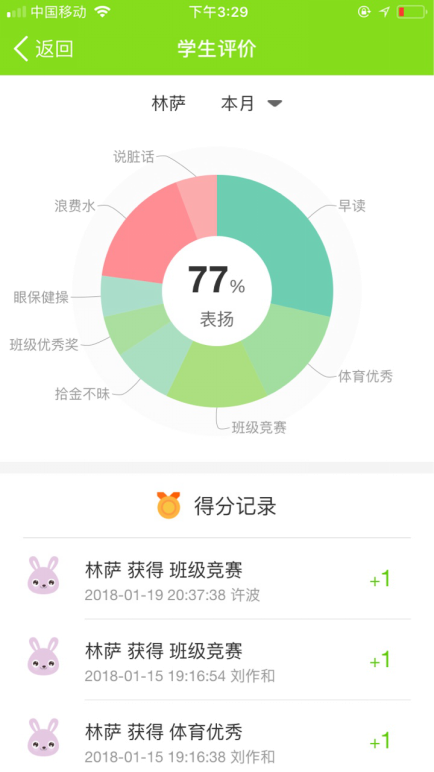 中国移动 下午3:29
返回 学生评价
林萨 本月
说脏话
浪费水
早读
77%
表扬
眼保健操
班级优秀奖
体育优秀
拾金不昧
班级竞赛
得分记录
林萨 获得 班级竞赛
+1
2018-01-19 20:37:38 许波
林萨 获得 班级竞赛
+1
2018-01-15 19:16:54 刘作和
林萨 获得 体育优秀
+1
2018-01-15 19:16:38 刘作和